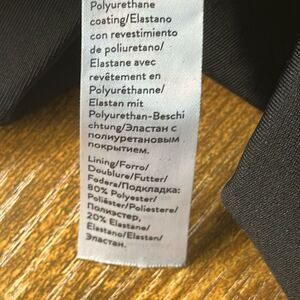 Polyurethane
coating/Elastano
con revestimiento
de poliuretano/
Elastane avec
revêtement en
Polyuréthanne/
Elastan mit
Polyurethan-Beschi
chtung/Эластан с
полиуретановым
покрытием.
Lining/Forro/
Doublure/Futter/
Fodera/Подкладка:
80% Polyester/
Poliéster/Poliestere/
Полиэстер,
20% Elastane/
Elastano/Elastan/
Эластан.